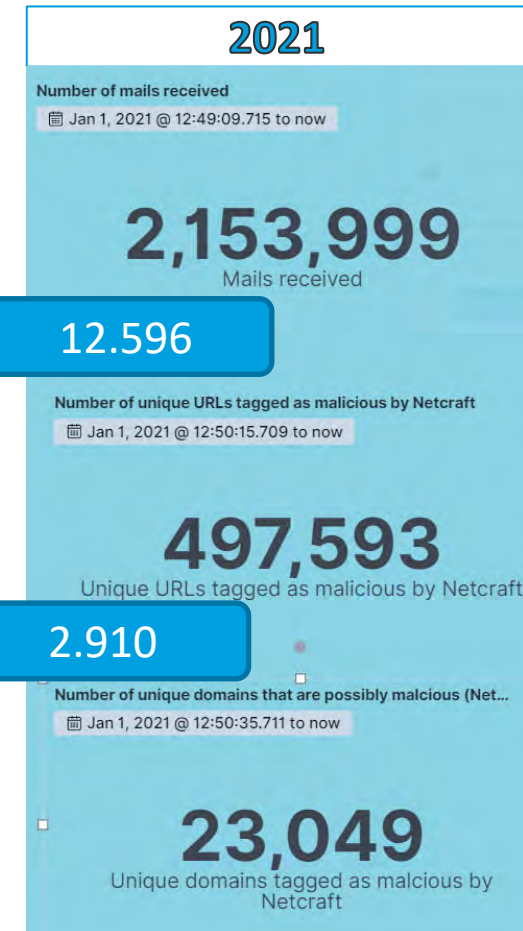 2021
Number of mails received
Jan 1, 2021 @ 12:49:09.715 to now
2,153,999
Mails received
12.596
Number of unique URLs tagged as malicious by Netcraft
Jan 1, 2021 @ 12:50:15.709 to now
497,593
Unique URLs tagged as malicious by Netcraft
2.910
Number of unique domains that are possibly malcious (Net...
Jan 1, 2021 @ 12:50:35.711 to now
23,049
Unique domains tagged as malcious by
Netcraft